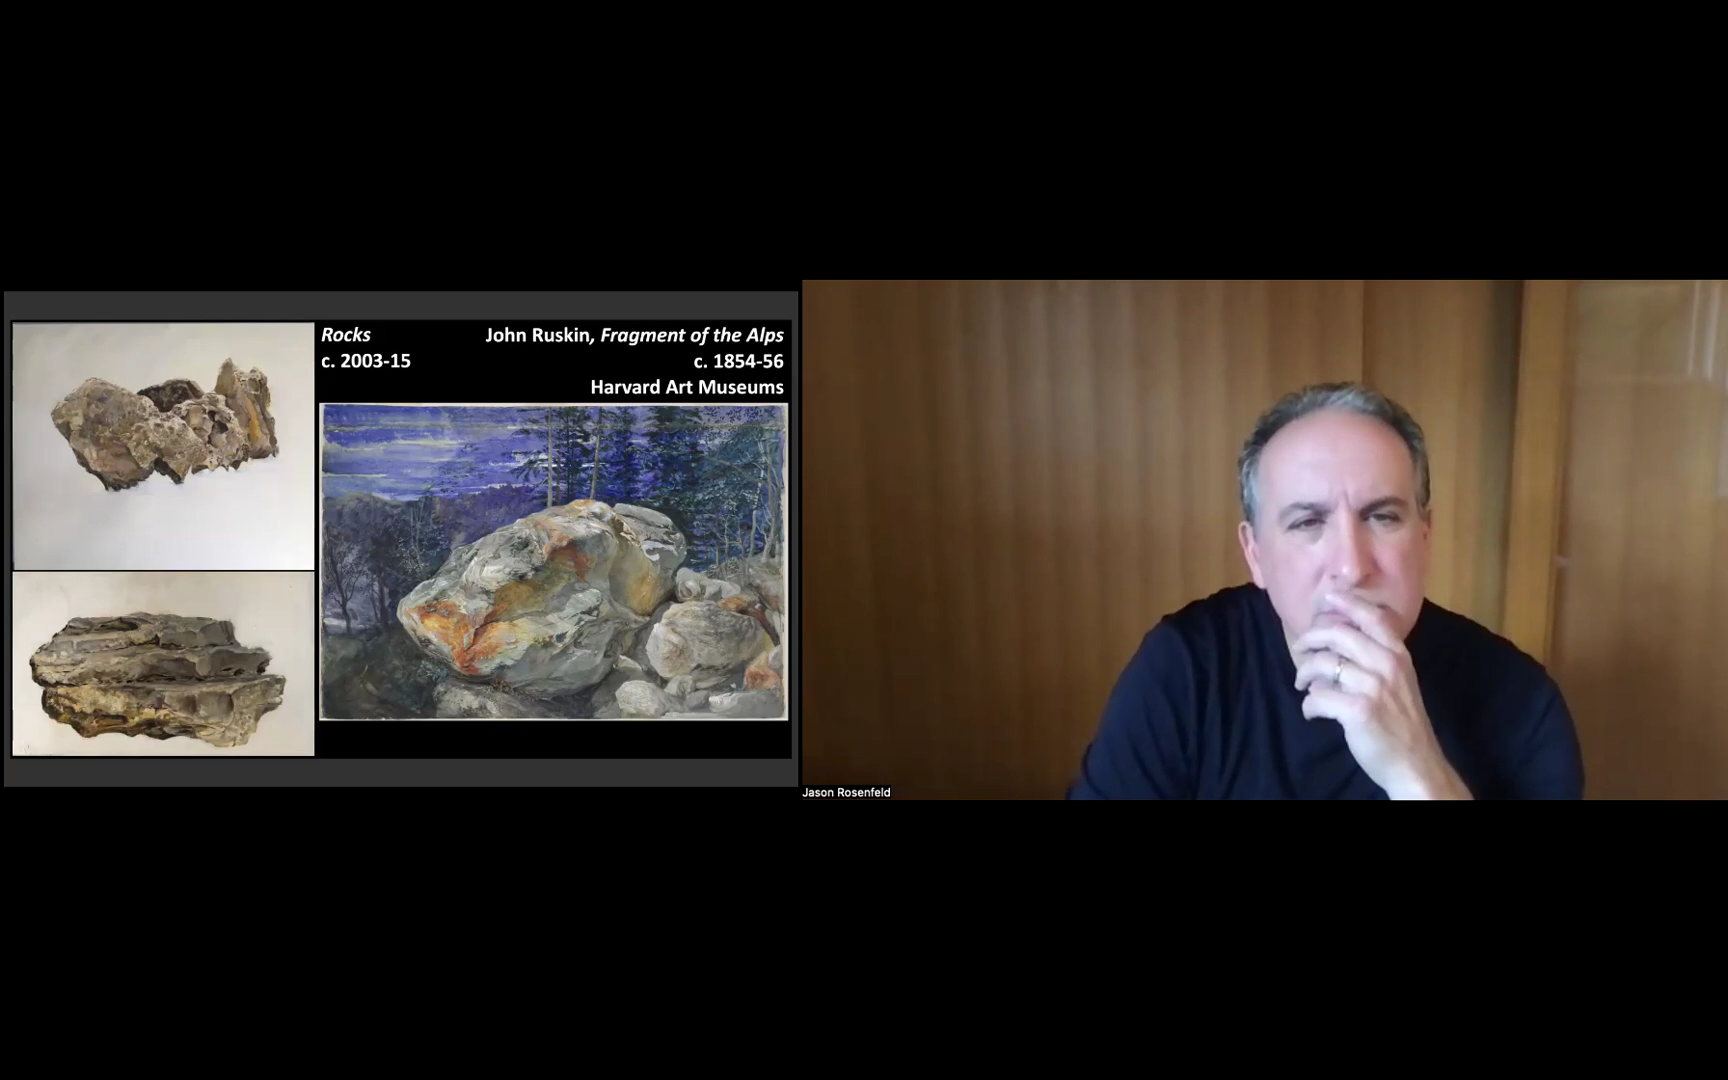 Rocks
c. 2003-15
John Ruskin, Fragment of the Alps
c. 1854-56
Harvard Art Museums
Jason Rosenfeld